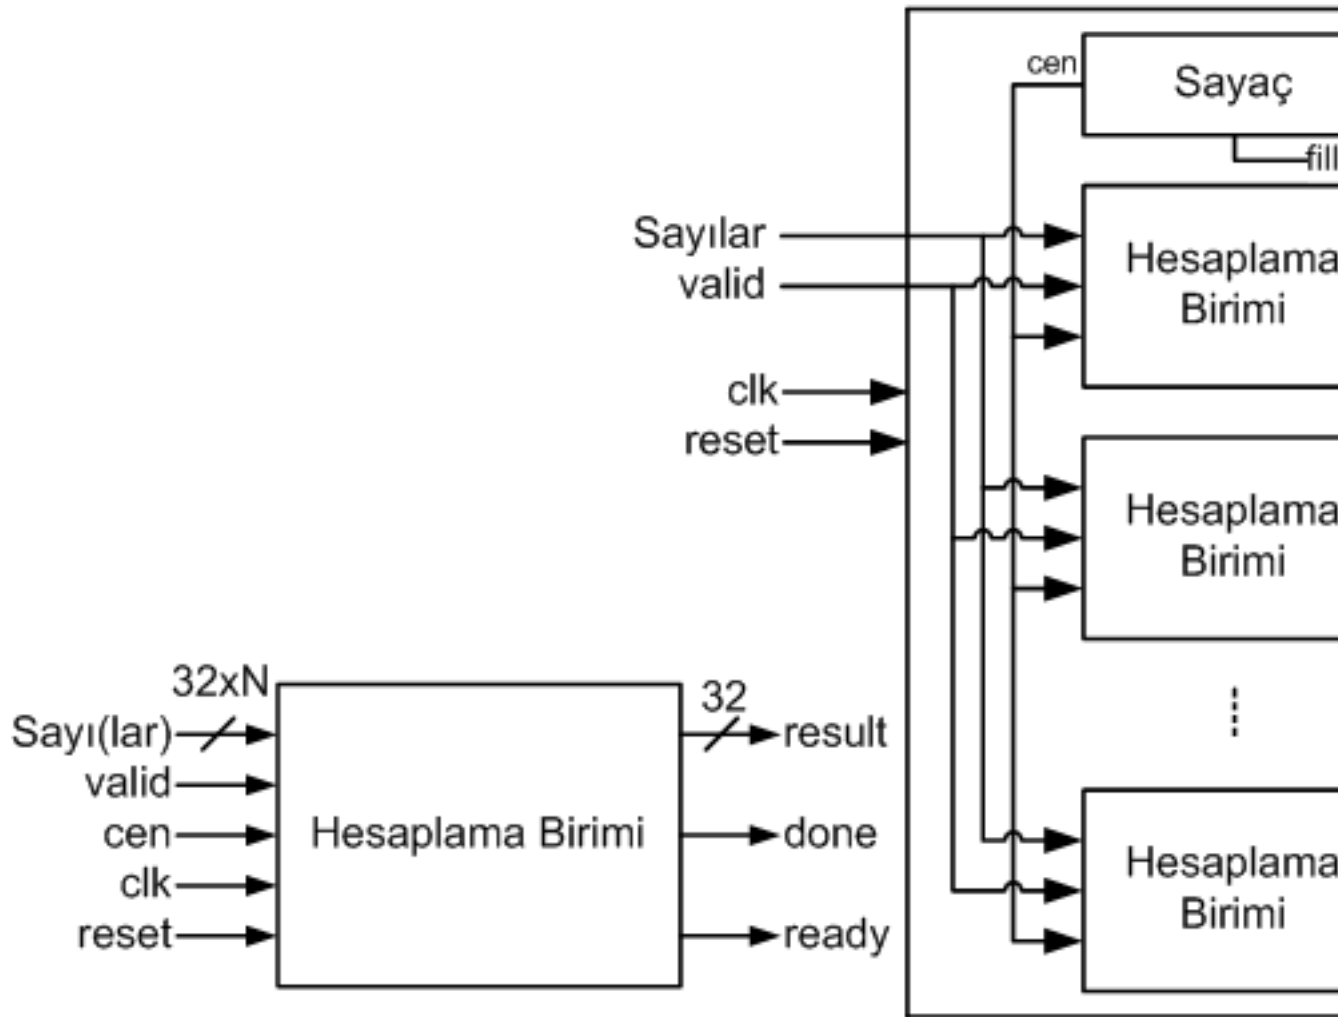 cen
Sayaç
fill
Sayılar
valid
Hesaplama
Birimi
clk
reset
Hesaplama
Birimi
32xN
32
Sayı(lar)
result
valid
cen
Hesaplama Birimi
done
clk
reset
ready
Hesaplama
Birimi